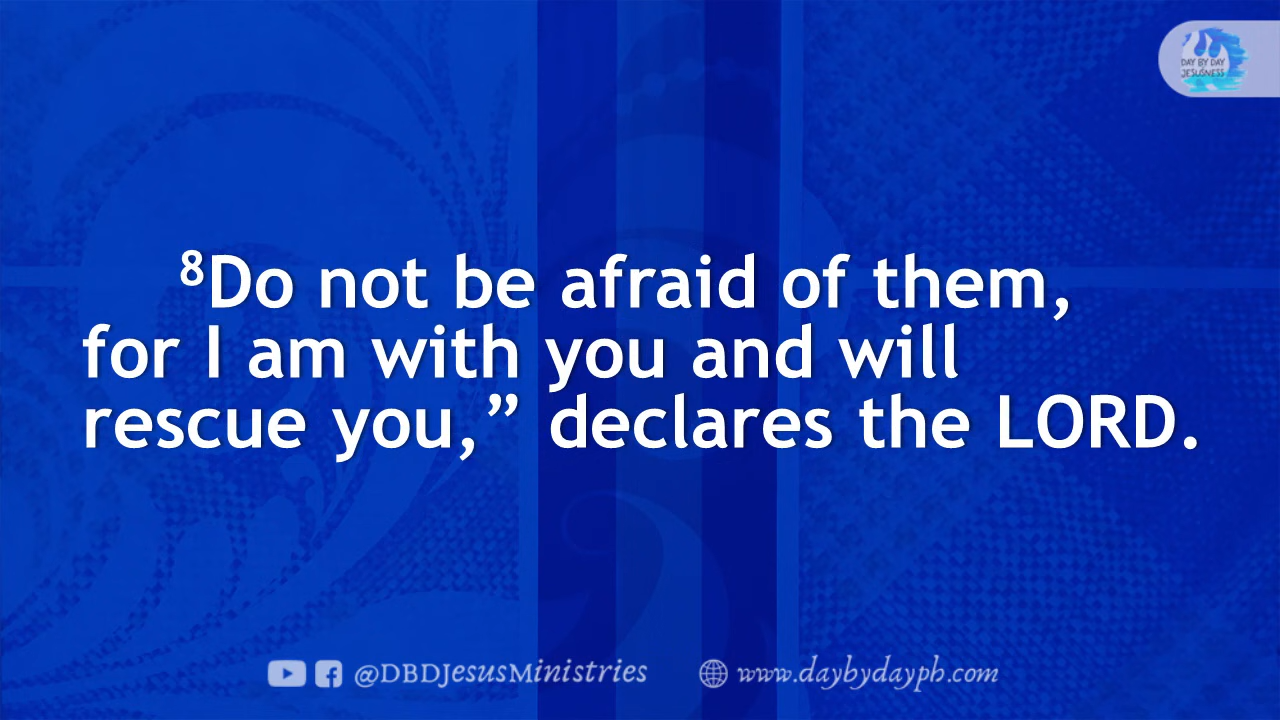 DAY BY DAY
JESUSNESS
⁸Do not be afraid of them,
for I am with you and will
rescue you,” declares the LORD.
@DBDJesusMinistries
www.daybydayph.com